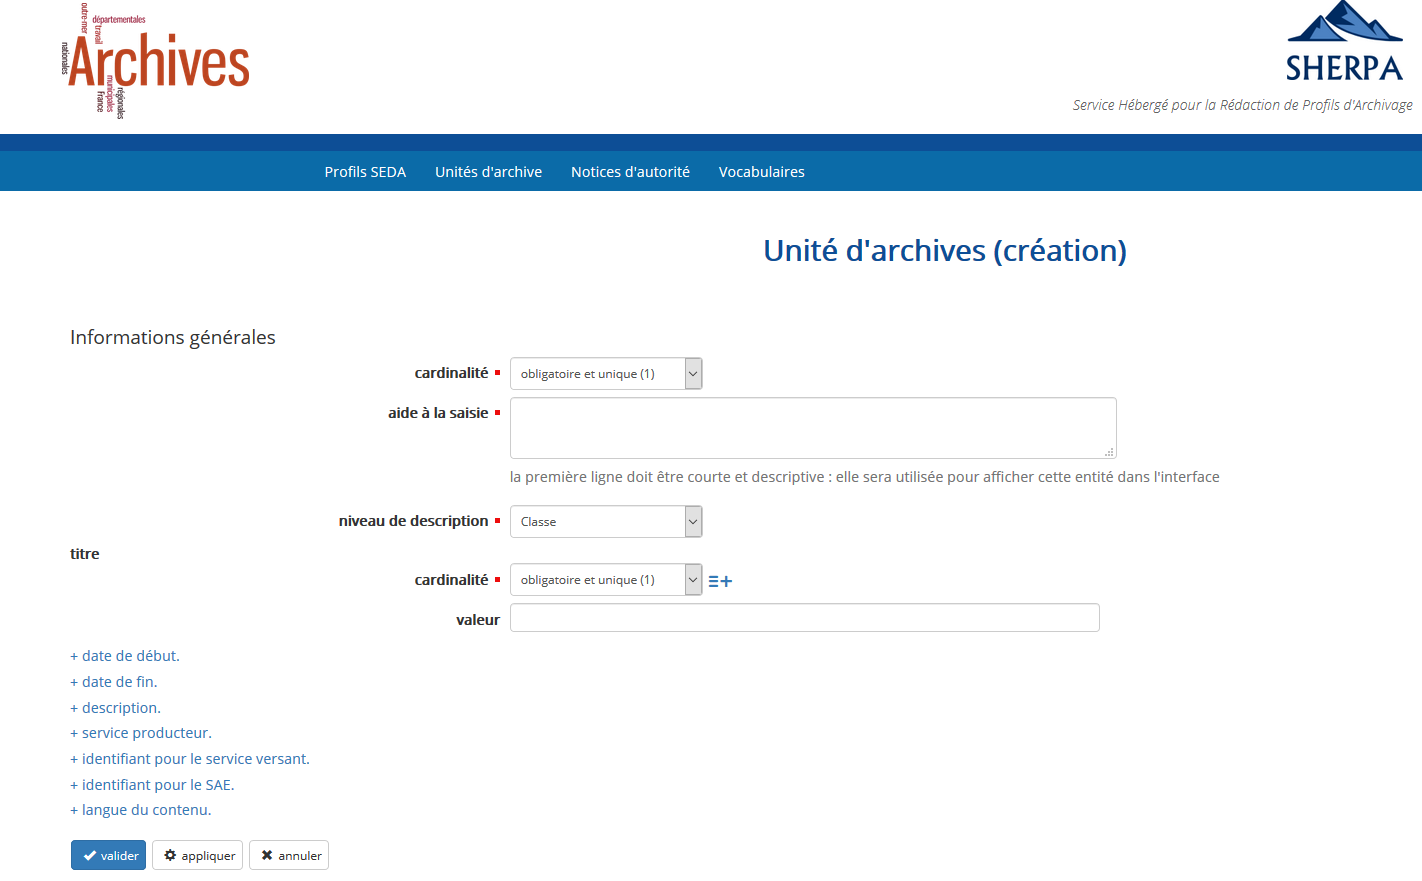 outre-mer
départementales
travail
nationales
Archives
municipales
France
régionales
SHERPA
Service Hébergé pour la Rédaction de Profils d'Archivage
Profils SEDA Unités d'archive Notices d'autorité Vocabulaires
Unité d'archives (création)
Informations générales
cardinalité obligatoire et unique (1)
aide à la saisie
la première ligne doit être courte et descriptive : elle sera utilisée pour afficher cette entité dans l'interface
niveau de description Classe
titre
cardinalité obligatoire et unique (1)
valeur
+ date de début.
+ date de fin.
+ description.
+ service producteur.
+ identifiant pour le service versant.
+ identifiant pour le SAE.
+ langue du contenu.
valider appliquer annuler